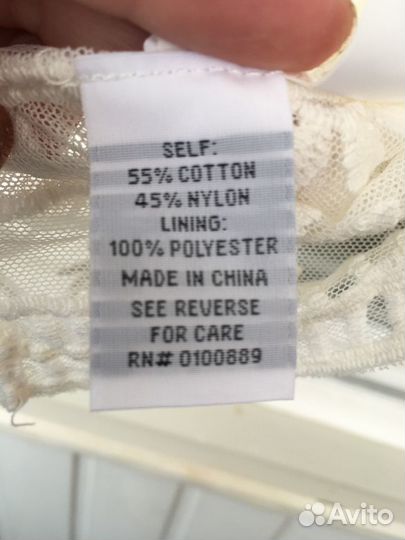 SELF:
55% COTTON
45% NYLON
LINING:
100% POLYESTER
MADE IN CHINA
SEE REVERSE
FOR CARE
RN# 0100889
Avito